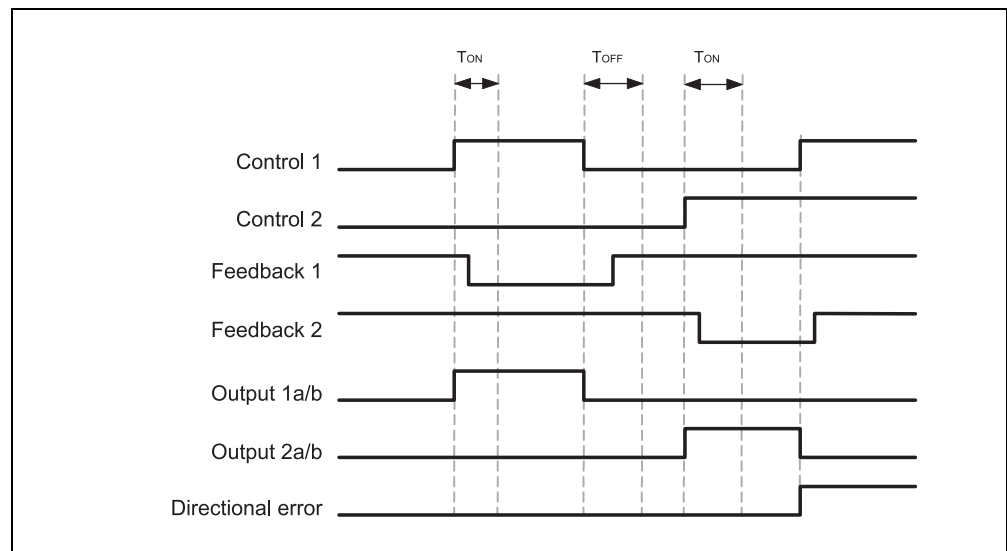 TON TOFF TON
Control 1
Control 2
Feedback 1
Feedback 2
Output 1a/b
Output 2a/b
Directional error